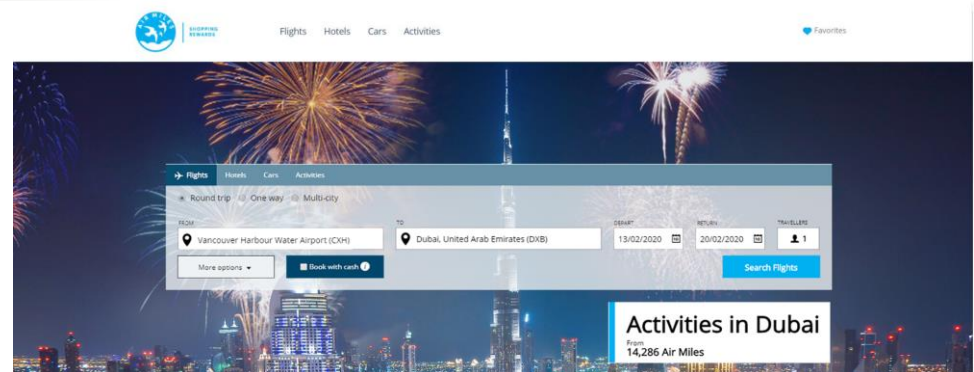 AIR MILES
SHOPPING
REWARDS
Flights Hotels Cars Activities
Favorites
Flights Hotels Cars Activities
Round trip One way Multi-city
FROM TO DEPART RETURN TRAVELLERS
Vancouver Harbour Water Airport (CXH) Dubai, United Arab Emirates (DXB) 13/02/2020 20/02/2020 1
More options Book with cash i Search Flights
Activities in Dubai
From
14,286 Air Miles